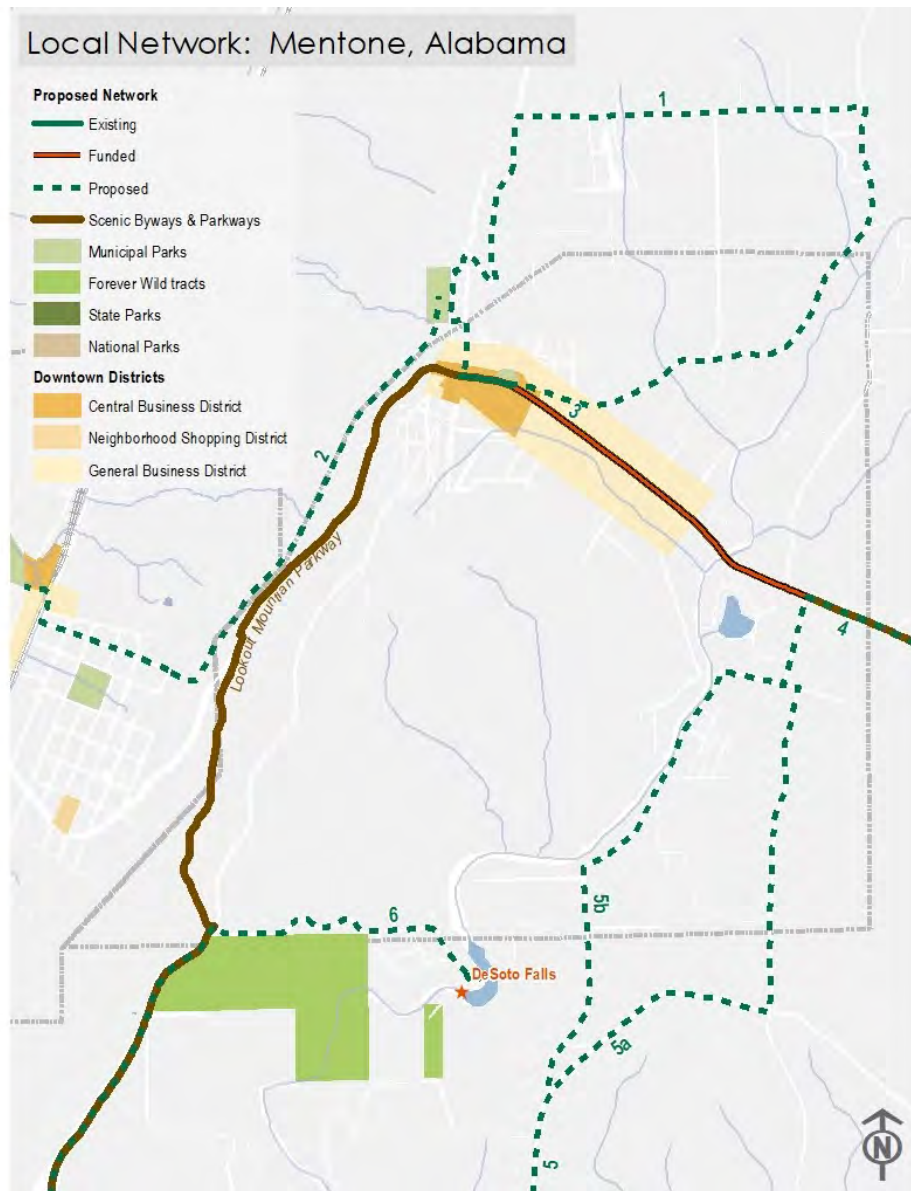 Local Network: Mentone, Alabama
Proposed Network
Existing
Funded
Proposed
Scenic Byways & Parkways
Municipal Parks
Forever Wild tracts
State Parks
National Parks
Downtown Districts
Central Business District
Neighborhood Shopping District
General Business District
1
2
3
Lookout Mountian Parkway
4
5b
6
DeSoto Falls
5a
5
N